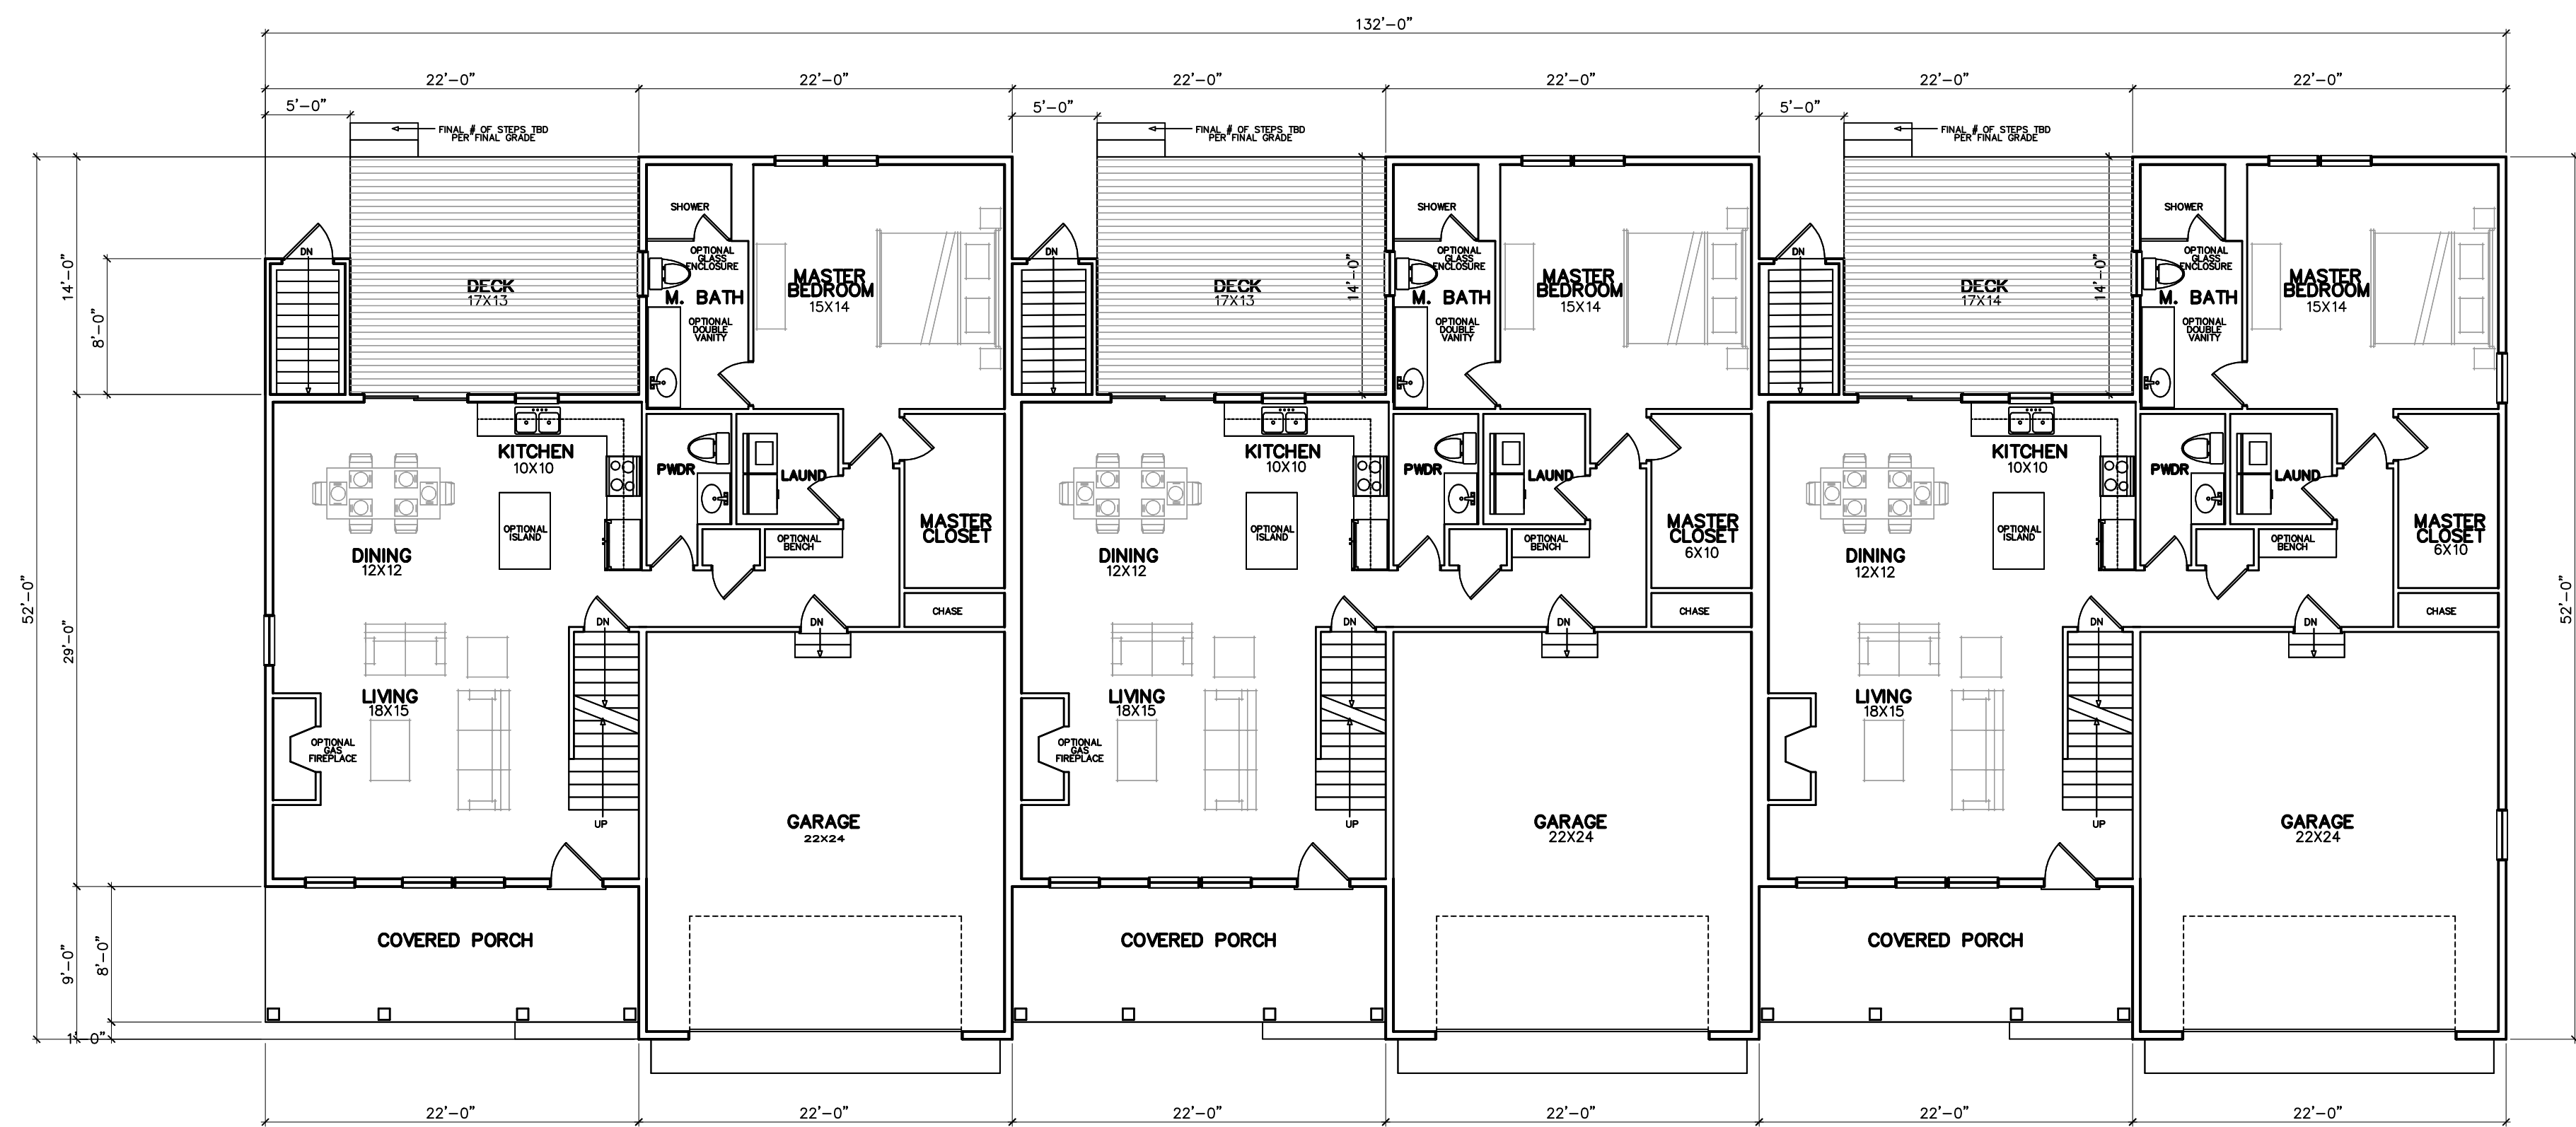 132'-0"
22'-0"
22'-0"
22'-0"
22'-0"
22'-0"
22'-0"
5'-0"
5'-0"
5'-0"
FINAL # OF STEPS TBD
PER FINAL GRADE
FINAL # OF STEPS TBD
PER FINAL GRADE
FINAL # OF STEPS TBD
PER FINAL GRADE
52'-0"
14'-0"
8'-0"
29'-0"
9'-0"
8'-0"
1'-0"
DN
DECK
17X13
SHOWER
OPTIONAL
GLASS
ENCLOSURE
M. BATH
OPTIONAL
DOUBLE
VANITY
MASTER
BEDROOM
15X14
KITCHEN
10X10
OPTIONAL
ISLAND
DINING
12X12
PWDR
LAUND
OPTIONAL
BENCH
MASTER
CLOSET
CHASE
DN
DN
LIVING
18X15
OPTIONAL
GAS
FIREPLACE
UP
GARAGE
22X24
COVERED PORCH
DN
DECK
17X13
14'-0"
SHOWER
OPTIONAL
GLASS
ENCLOSURE
M. BATH
OPTIONAL
DOUBLE
VANITY
MASTER
BEDROOM
15X14
KITCHEN
10X10
OPTIONAL
ISLAND
DINING
12X12
PWDR
LAUND
OPTIONAL
BENCH
MASTER
CLOSET
6X10
CHASE
DN
DN
LIVING
18X15
OPTIONAL
GAS
FIREPLACE
UP
GARAGE
22X24
COVERED PORCH
DN
DECK
17X14
14'-0"
SHOWER
OPTIONAL
GLASS
ENCLOSURE
M. BATH
OPTIONAL
DOUBLE
VANITY
MASTER
BEDROOM
15X14
KITCHEN
10X10
OPTIONAL
ISLAND
DINING
12X12
PWDR
LAUND
OPTIONAL
BENCH
MASTER
CLOSET
6X10
CHASE
DN
DN
LIVING
18X15
UP
GARAGE
22X24
COVERED PORCH
52'-0"
22'-0"
22'-0"
22'-0"
22'-0"
22'-0"
22'-0"